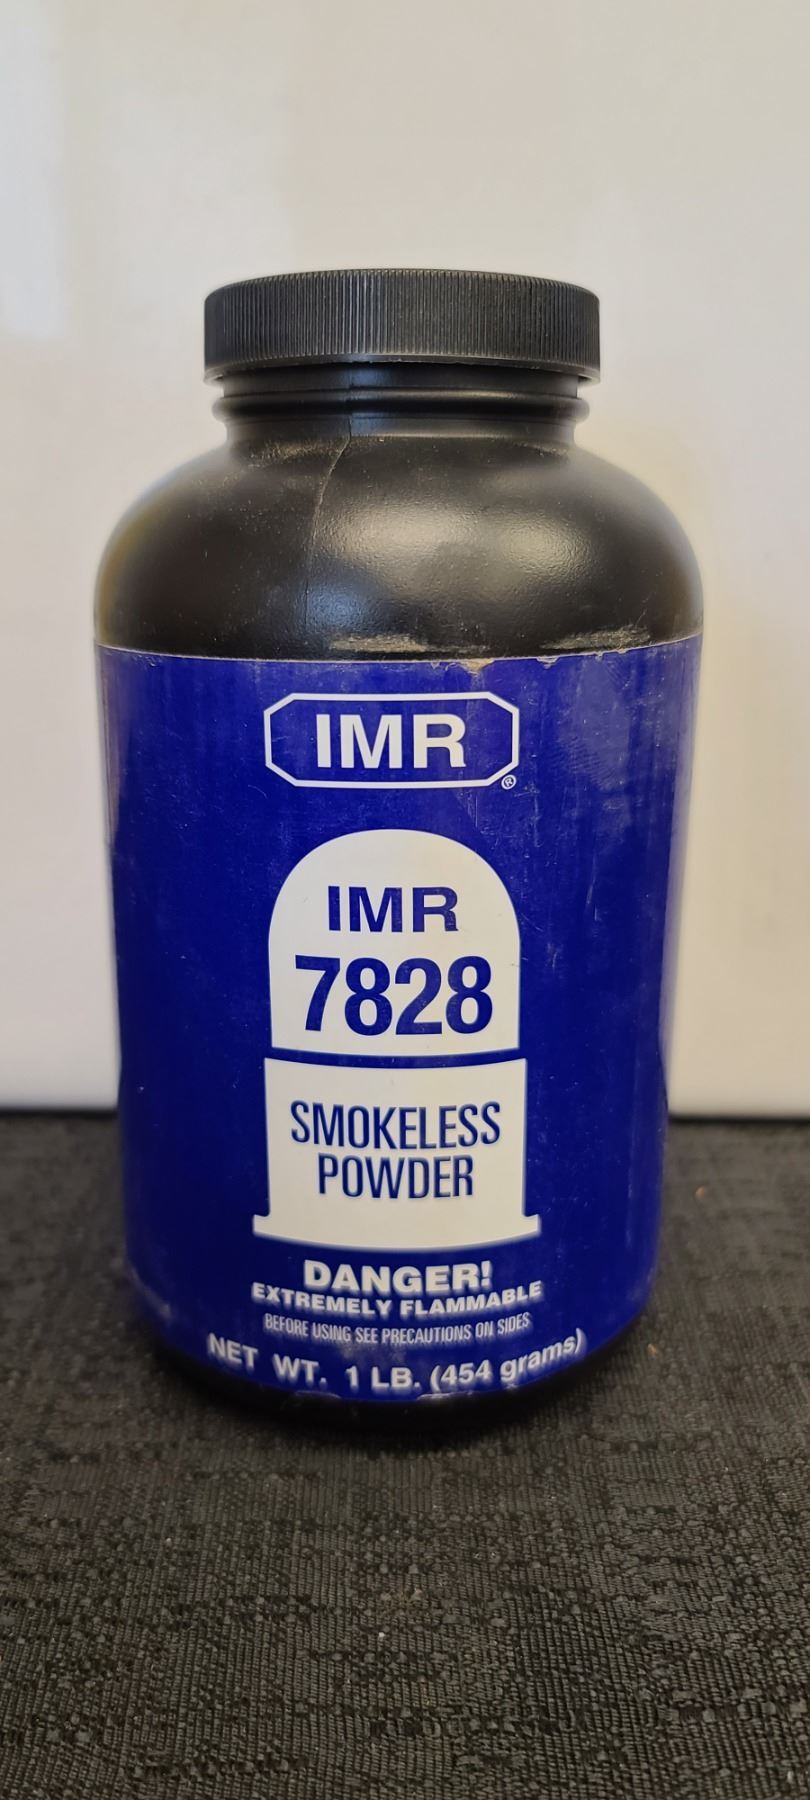 IMR®
IMR
7828
SMOKELESS
POWDER
DANGER!
EXTREMELY FLAMMABLE
BEFORE USING SEE PRECAUTIONS ON SIDES
NET WT. 1 LB. (454 grams)